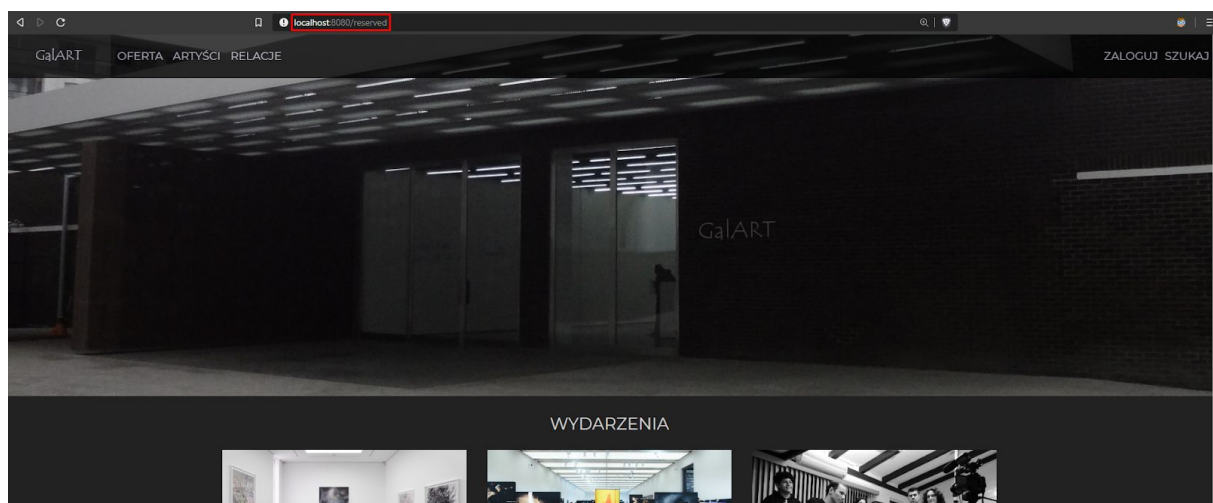 localhost:8080/reserved
GalART OFERTA ARTYŚCI RELACJE ZALOGUJ SZUKAJ
GalART
WYDARZENIA